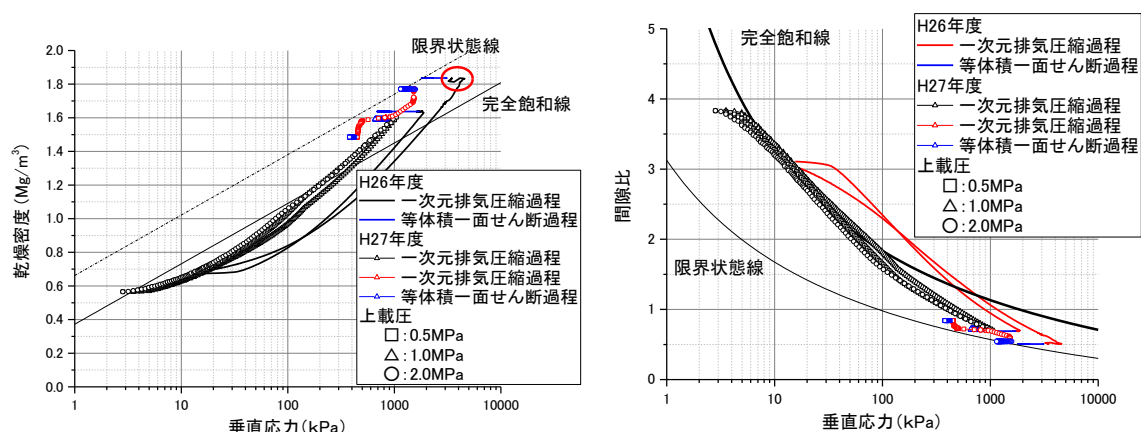 乾燥密度 (Mg/m³)
2.0
1.8
1.6
1.4
1.2
1.0
0.8
0.6
0.4
0.2
0.0
限界状態線
完全飽和線
H26年度
一次元排気圧縮過程
等体積一面せん断過程
H27年度
一次元排気圧縮過程
一次元排気圧縮過程
等体積一面せん断過程
上載圧
□:0.5MPa
△:1.0MPa
○:2.0MPa
1 10 100 1000 10000
垂直応力(kPa)
間隙比
5
4
3
2
1
0
完全飽和線
限界状態線
H26年度
一次元排気圧縮過程
等体積一面せん断過程
H27年度
一次元排気圧縮過程
一次元排気圧縮過程
等体積一面せん断過程
上載圧
□:0.5MPa
△:1.0MPa
○:2.0MPa
1 10 100 1000 10000
垂直応力(kPa)